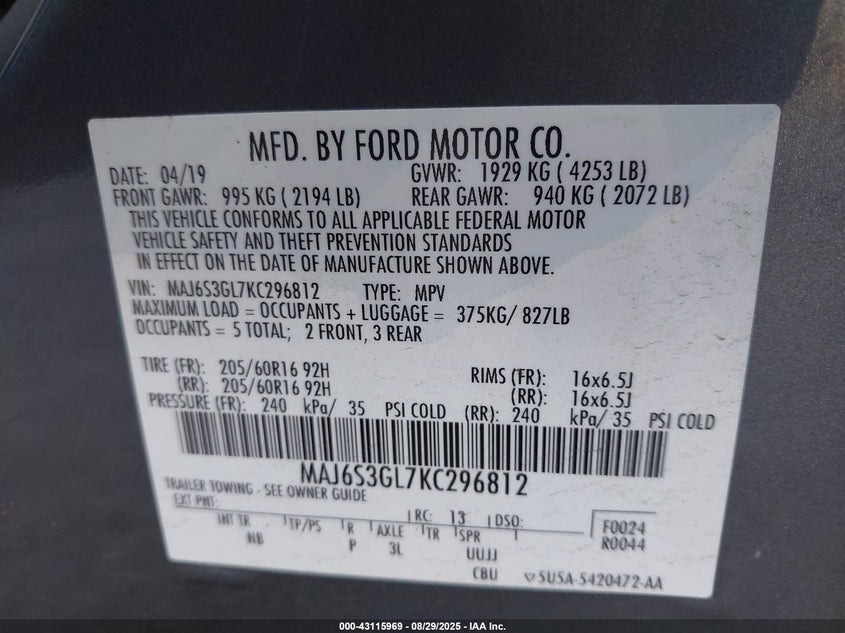 MFD. BY FORD MOTOR CO.
DATE: 04/19 GVWR: 1929 KG ( 4253 LB)
FRONT GAWR: 995 KG ( 2194 LB) REAR GAWR: 940 KG ( 2072 LB)
THIS VEHICLE CONFORMS TO ALL APPLICABLE FEDERAL MOTOR
VEHICLE SAFETY AND THEFT PREVENTION STANDARDS
IN EFFECT ON THE DATE OF MANUFACTURE SHOWN ABOVE.
VIN: MAJ6S3GL7KC296812 TYPE: MPV
MAXIMUM LOAD = OCCUPANTS + LUGGAGE = 375KG/ 827LB
OCCUPANTS = 5 TOTAL; 2 FRONT, 3 REAR
TIRE (FR): 205/60R16 92H RIMS (FR): 16x6.5J
(RR): 205/60R16 92H (RR): 16x6.5J
PRESSURE (FR): 240 kPa/ 35 PSI COLD (RR): 240 kPa/ 35 PSI COLD
MAJ6S3GL7KC296812
TRAILER TOWING - SEE OWNER GUIDE
EXT PNT: RC: 13 DSO: F0024
INT TR TP/PS R AXLE TR SPR R0044
NB P 3L UUJJ
CBU 5U5A-5420472-AA
000-43115969 - 08/29/2025 - IAA Inc.